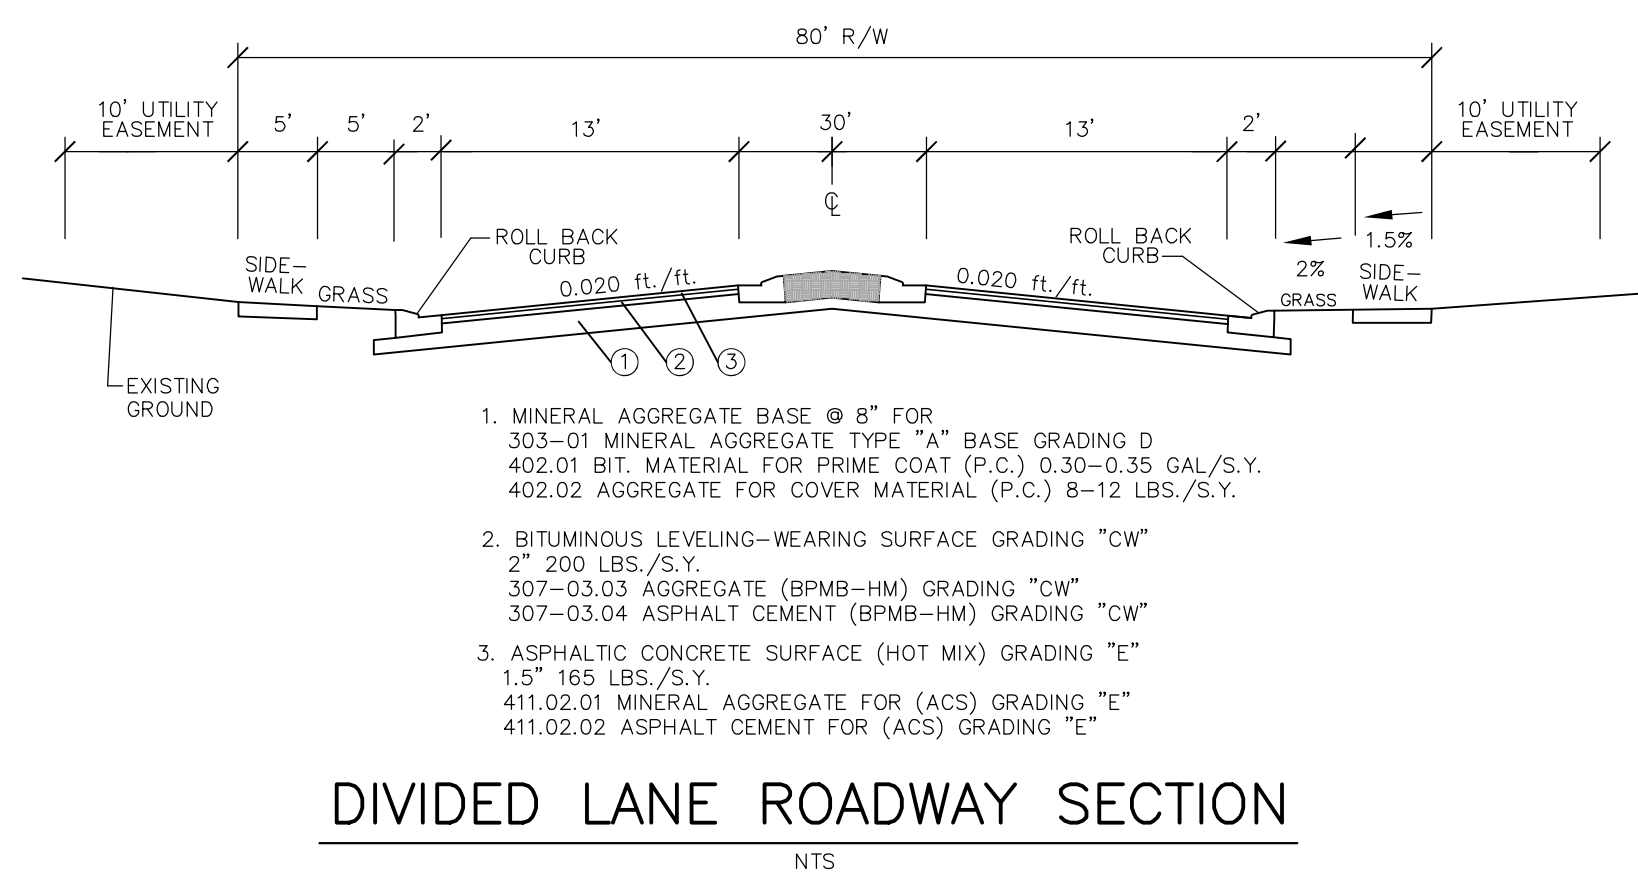 80' R/W
10' UTILITY
EASEMENT
5'
5'
2'
13'
30'
13'
2'
10' UTILITY
EASEMENT
℄
ROLL BACK
CURB
ROLL BACK
CURB
1.5%
2%
SIDE-
WALK
GRASS
0.020 ft./ft.
0.020 ft./ft.
GRASS
SIDE-
WALK
1
2
3
EXISTING
GROUND
1. MINERAL AGGREGATE BASE @ 8" FOR
303-01 MINERAL AGGREGATE TYPE "A" BASE GRADING D
402.01 BIT. MATERIAL FOR PRIME COAT (P.C.) 0.30-0.35 GAL/S.Y.
402.02 AGGREGATE FOR COVER MATERIAL (P.C.) 8-12 LBS./S.Y.
2. BITUMINOUS LEVELING-WEARING SURFACE GRADING "CW"
2" 200 LBS./S.Y.
307-03.03 AGGREGATE (BPMB-HM) GRADING "CW"
307-03.04 ASPHALT CEMENT (BPMB-HM) GRADING "CW"
3. ASPHALTIC CONCRETE SURFACE (HOT MIX) GRADING "E"
1.5" 165 LBS./S.Y.
411.02.01 MINERAL AGGREGATE FOR (ACS) GRADING "E"
411.02.02 ASPHALT CEMENT FOR (ACS) GRADING "E"
DIVIDED LANE ROADWAY SECTION
NTS